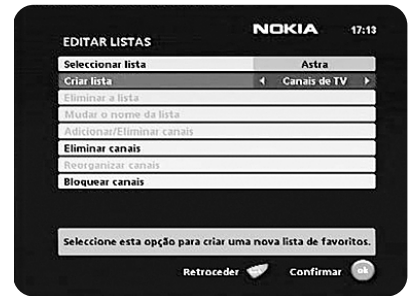 NOKIA 17:13
EDITAR LISTAS
Seleccionar lista Astra
Criar lista Canais de TV
Eliminar a lista
Mudar o nome da lista
Adicionar/Eliminar canais
Eliminar canais
Reorganizar canais
Bloquear canais
Seleccione esta opção para criar uma nova lista de favoritos.
Retroceder Confirmar ok